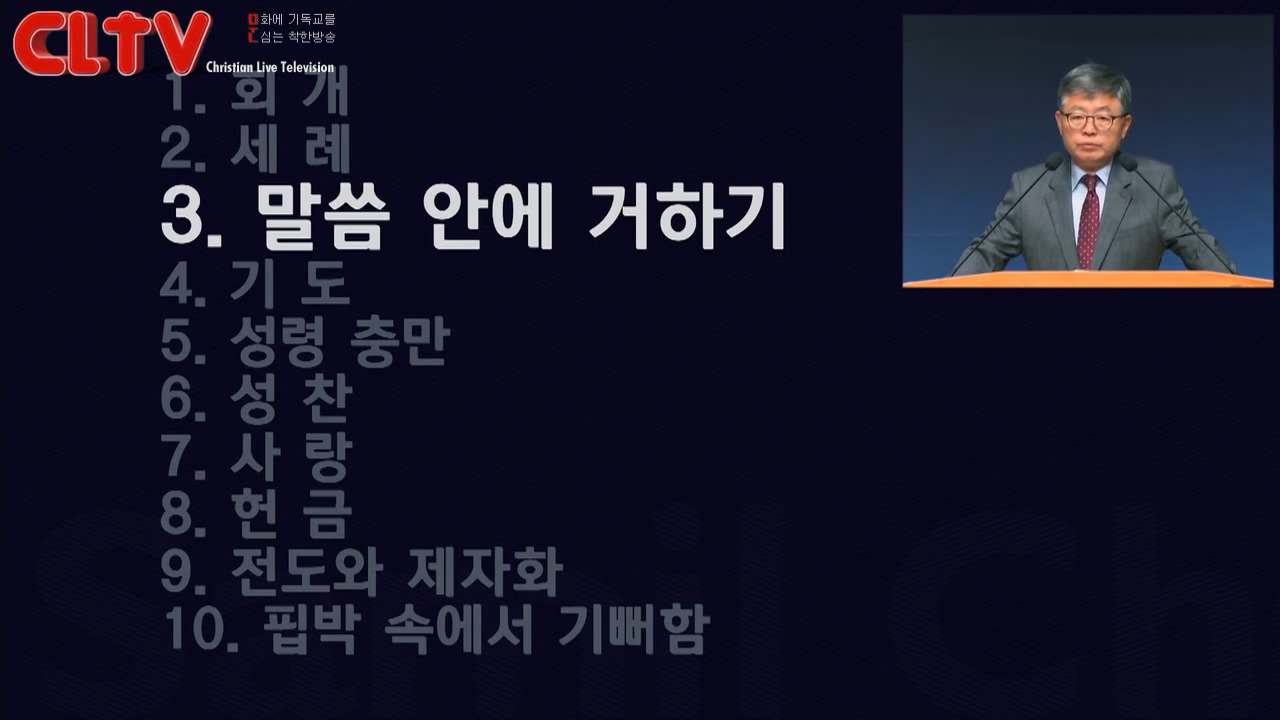 CLTV
문화에 기독교를
심는 착한방송
Christian Live Television
1. 회 개
2. 세 례
3. 말씀 안에 거하기
4. 기 도
5. 성령 충만
6. 성 찬
7. 사 랑
8. 헌 금
9. 전도와 제자화
10. 핍박 속에서 기뻐함
Samil Ch